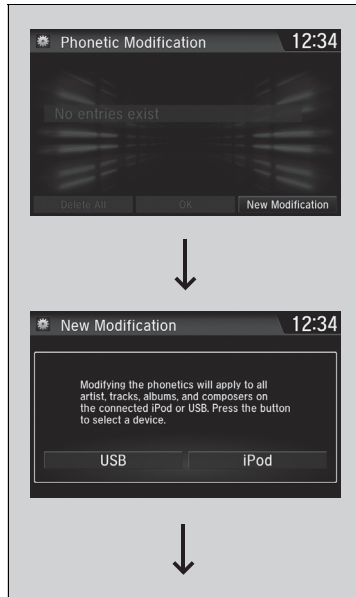 Phonetic Modification 12:34
No entries exist
Delete All OK New Modification
New Modification 12:34
Modifying the phonetics will apply to all
artist, tracks, albums, and composers on
the connected iPod or USB. Press the button
to select a device.
USB iPod